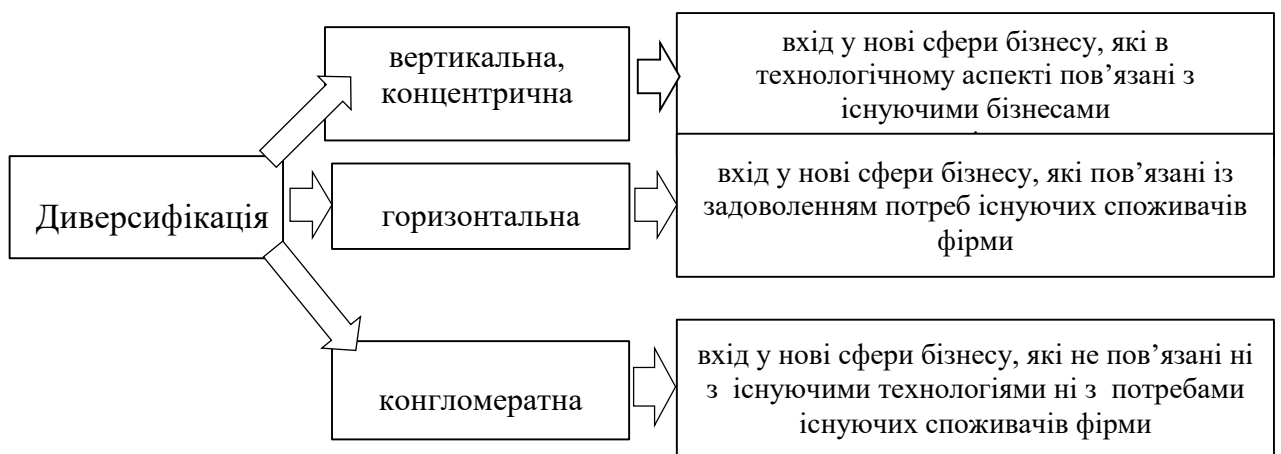 Диверсифікація
вертикальна,
концентрична
вхід у нові сфери бізнесу, які в
технологічному аспекті пов’язані з
існуючими бізнесами
горизонтальна
вхід у нові сфери бізнесу, які пов’язані із
задоволенням потреб існуючих споживачів
фірми
конгломератна
вхід у нові сфери бізнесу, які не пов’язані ні
з існуючими технологіями ні з потребами
існуючих споживачів фірми